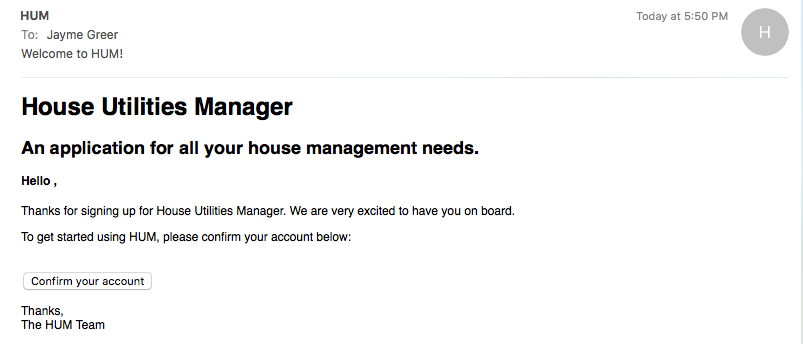 HUM
Today at 5:50 PM
H
To: Jayme Greer
Welcome to HUM!
House Utilities Manager
An application for all your house management needs.
Hello ,
Thanks for signing up for House Utilities Manager. We are very excited to have you on board.
To get started using HUM, please confirm your account below:
Confirm your account
Thanks,
The HUM Team